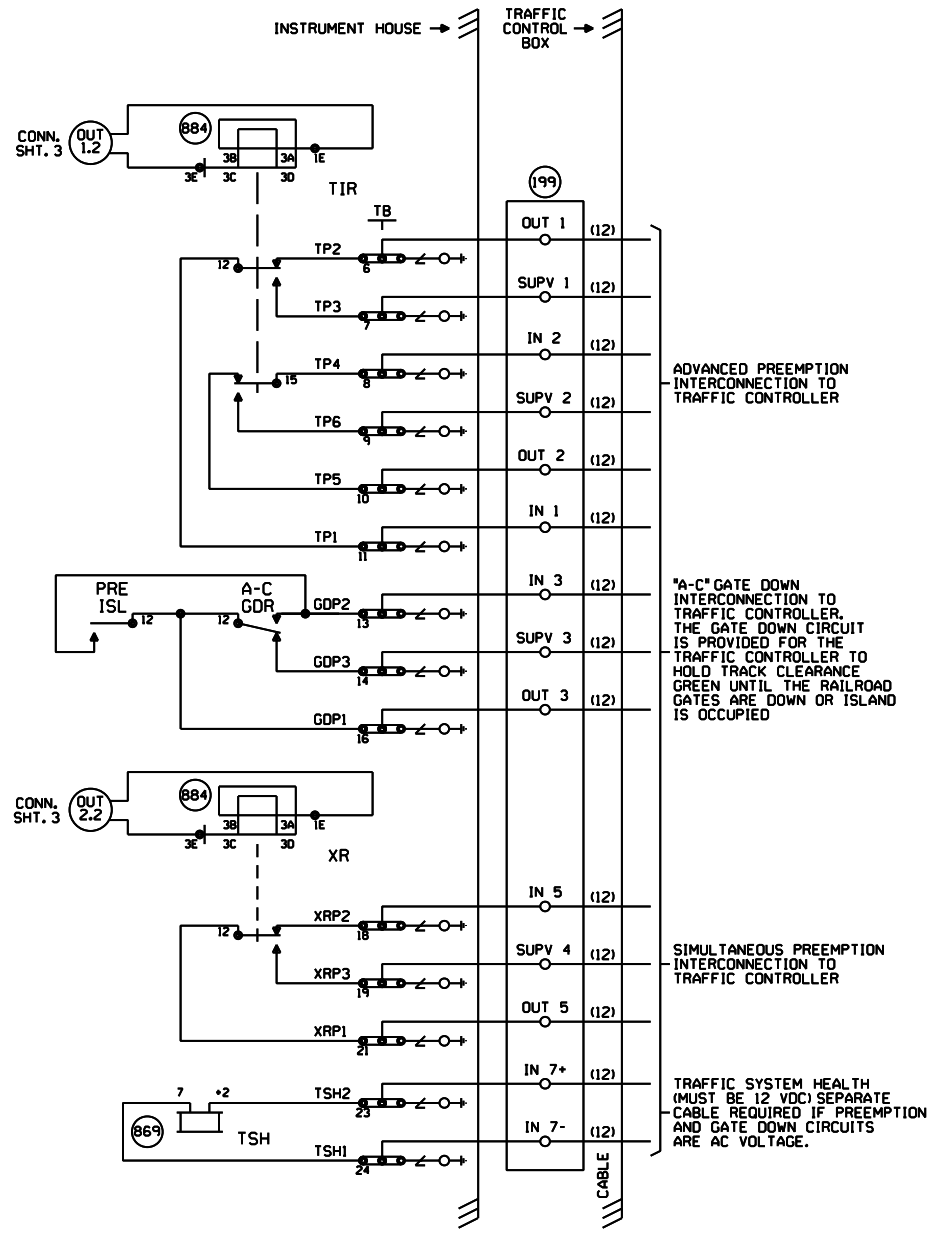 INSTRUMENT HOUSE
TRAFFIC
CONTROL
BOX
CONN.
SHT. 3
OUT
1.2
884
3B
3A
1E
3E
3C
3D
TIR
199
TB
OUT 1
(12)
TP2
12
6
SUPV 1
(12)
TP3
7
IN 2
(12)
TP4
15
8
SUPV 2
(12)
TP6
9
OUT 2
(12)
TP5
10
IN 1
(12)
TP1
11
ADVANCED PREEMPTION
INTERCONNECTION TO
TRAFFIC CONTROLLER
PRE
ISL
12
A-C
GDR
12
GDP2
13
IN 3
(12)
GDP3
14
SUPV 3
(12)
GDP1
16
OUT 3
(12)
"A-C" GATE DOWN
INTERCONNECTION TO
TRAFFIC CONTROLLER.
THE GATE DOWN CIRCUIT
IS PROVIDED FOR THE
TRAFFIC CONTROLLER TO
HOLD TRACK CLEARANCE
GREEN UNTIL THE RAILROAD
GATES ARE DOWN OR ISLAND
IS OCCUPIED
CONN.
SHT. 3
OUT
2.2
884
3B
3A
1E
3E
3C
3D
XR
IN 5
(12)
XRP2
12
18
SUPV 4
(12)
XRP3
19
OUT 5
(12)
XRP1
21
SIMULTANEOUS PREEMPTION
INTERCONNECTION TO
TRAFFIC CONTROLLER
IN 7+
(12)
7
+2
TSH2
23
869
TSH
IN 7-
(12)
TSH1
24
TRAFFIC SYSTEM HEALTH
(MUST BE 12 VDC) SEPARATE
CABLE REQUIRED IF PREEMPTION
AND GATE DOWN CIRCUITS
ARE AC VOLTAGE.
CABLE